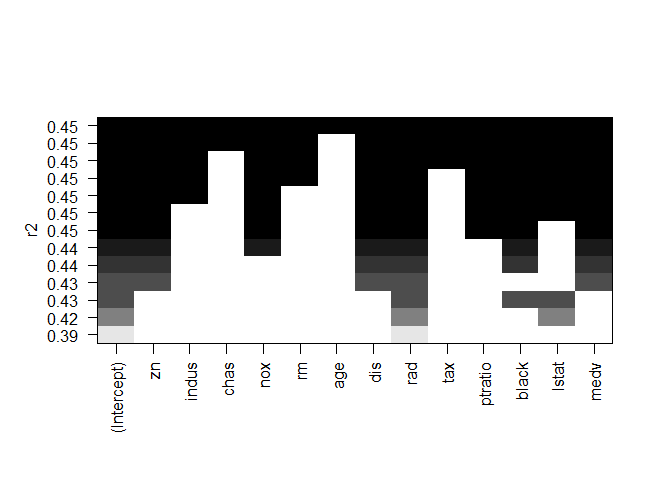 r2
0.45
0.45
0.45
0.45
0.45
0.45
0.45
0.44
0.44
0.43
0.43
0.42
0.39
(Intercept)
zn
indus
chas
nox
rm
age
dis
rad
tax
ptratio
black
lstat
medv